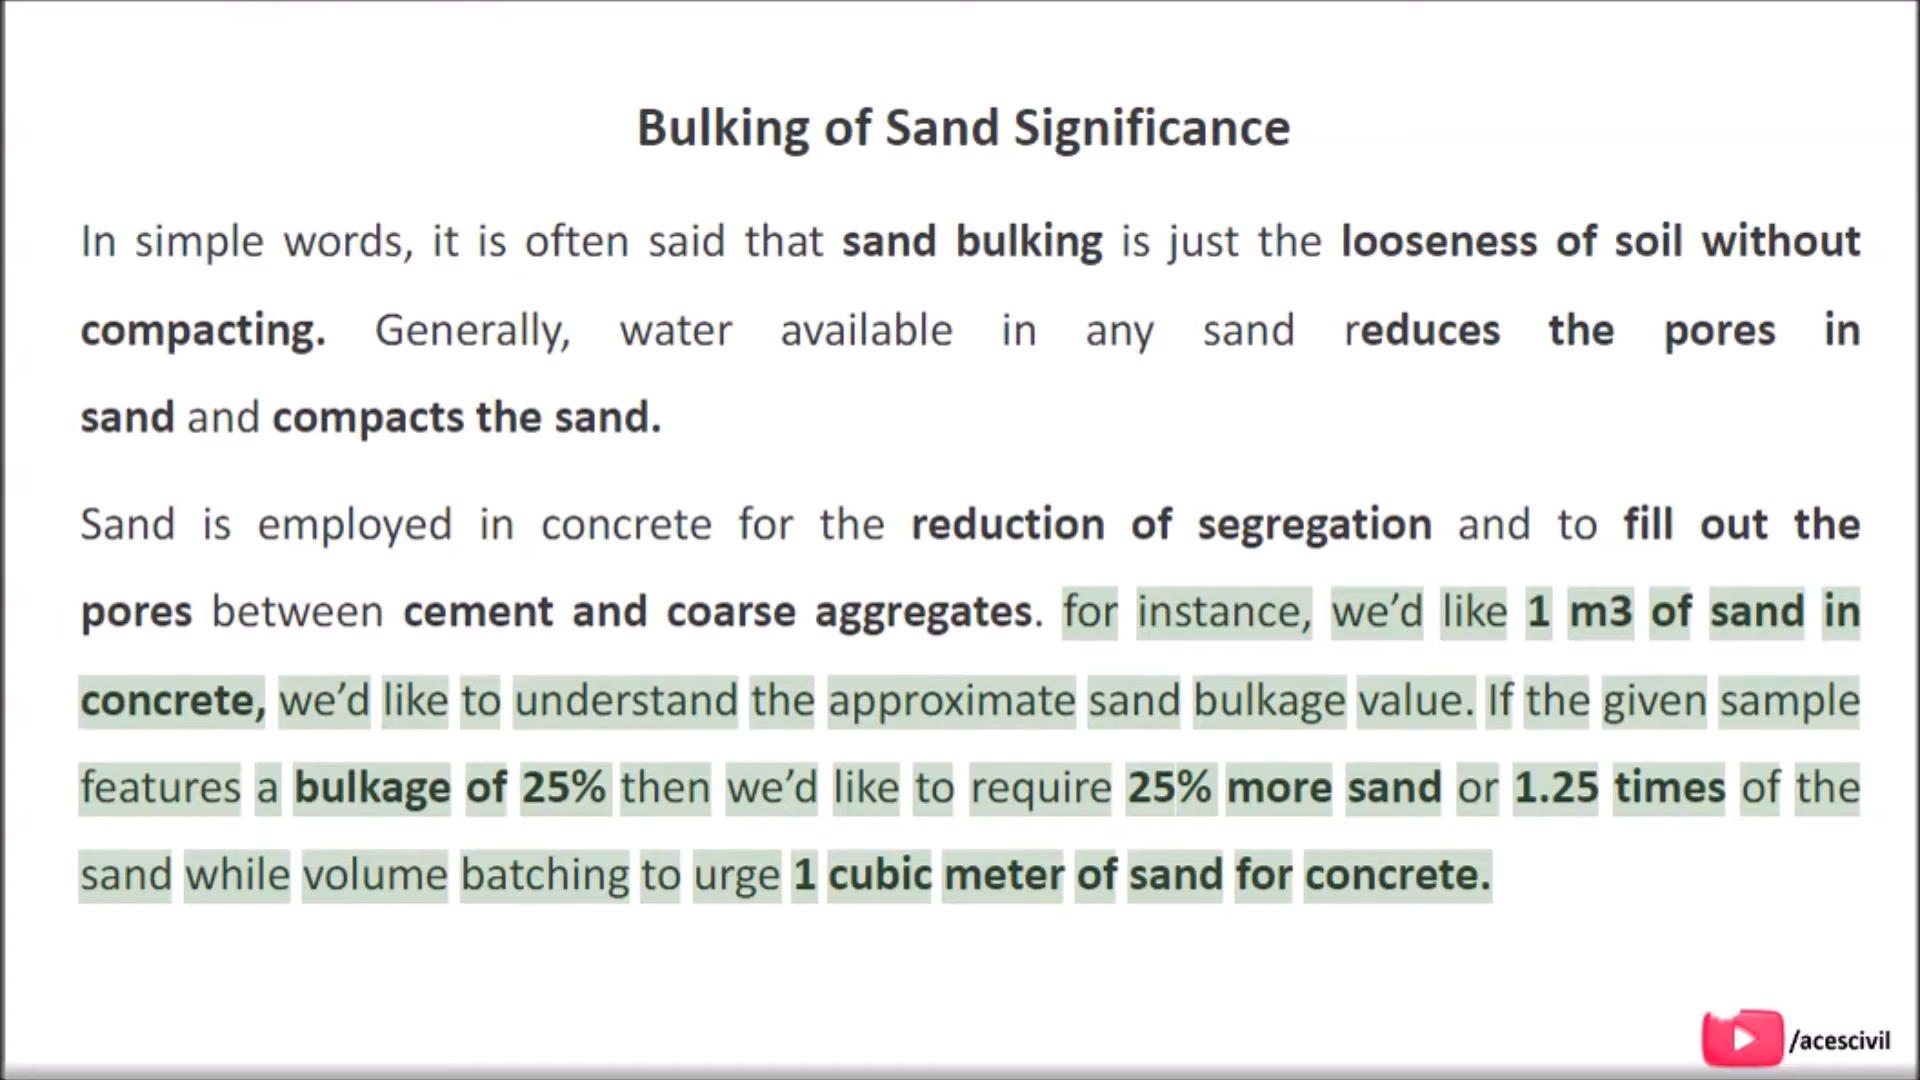 Bulking of Sand Significance
In simple words, it is often said that sand bulking is just the looseness of soil without
compacting. Generally, water available in any sand reduces the pores in
sand and compacts the sand.
Sand is employed in concrete for the reduction of segregation and to fill out the
pores between cement and coarse aggregates. for instance, we’d like 1 m3 of sand in
concrete, we’d like to understand the approximate sand bulkage value. If the given sample
features a bulkage of 25% then we’d like to require 25% more sand or 1.25 times of the
sand while volume batching to urge 1 cubic meter of sand for concrete.
/acescivil